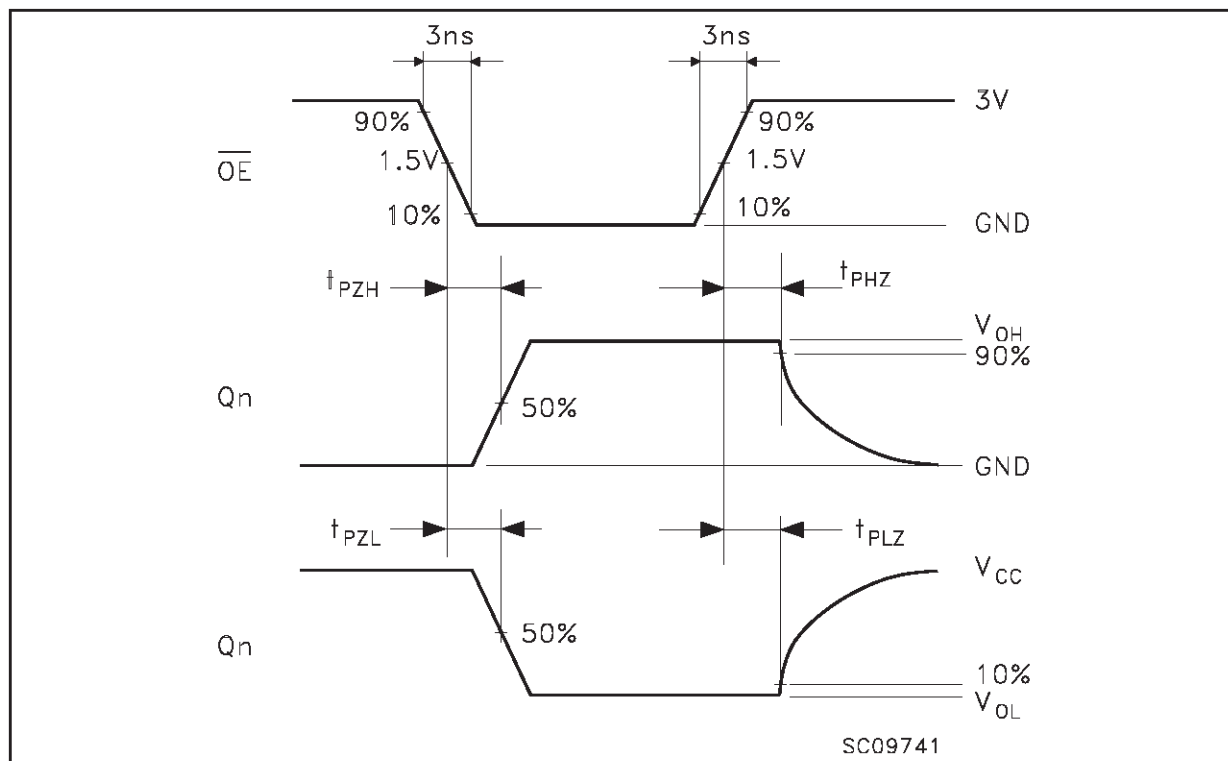 3ns 3ns
3V
90% 90%
O̅E̅ 1.5V 1.5V
10% 10%
GND
tPZH tPHZ
VOH
90%
Qn 50%
GND
tPZL tPLZ
VCC
Qn 50%
10%
VOL
SC09741